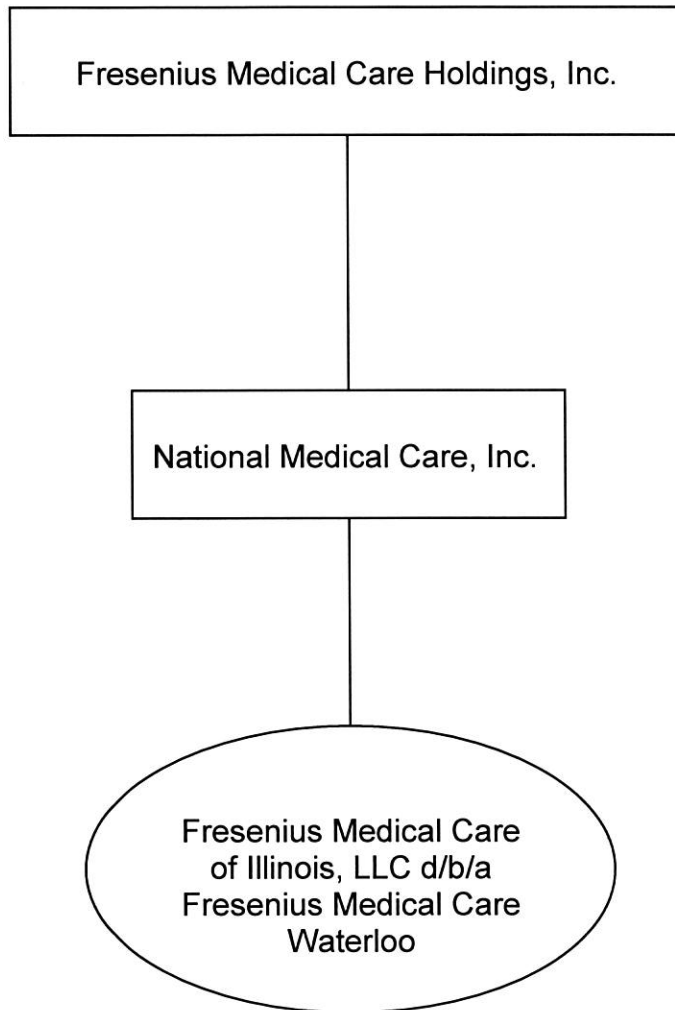 Fresenius Medical Care Holdings, Inc.
National Medical Care, Inc.
Fresenius Medical Care
of Illinois, LLC d/b/a
Fresenius Medical Care
Waterloo